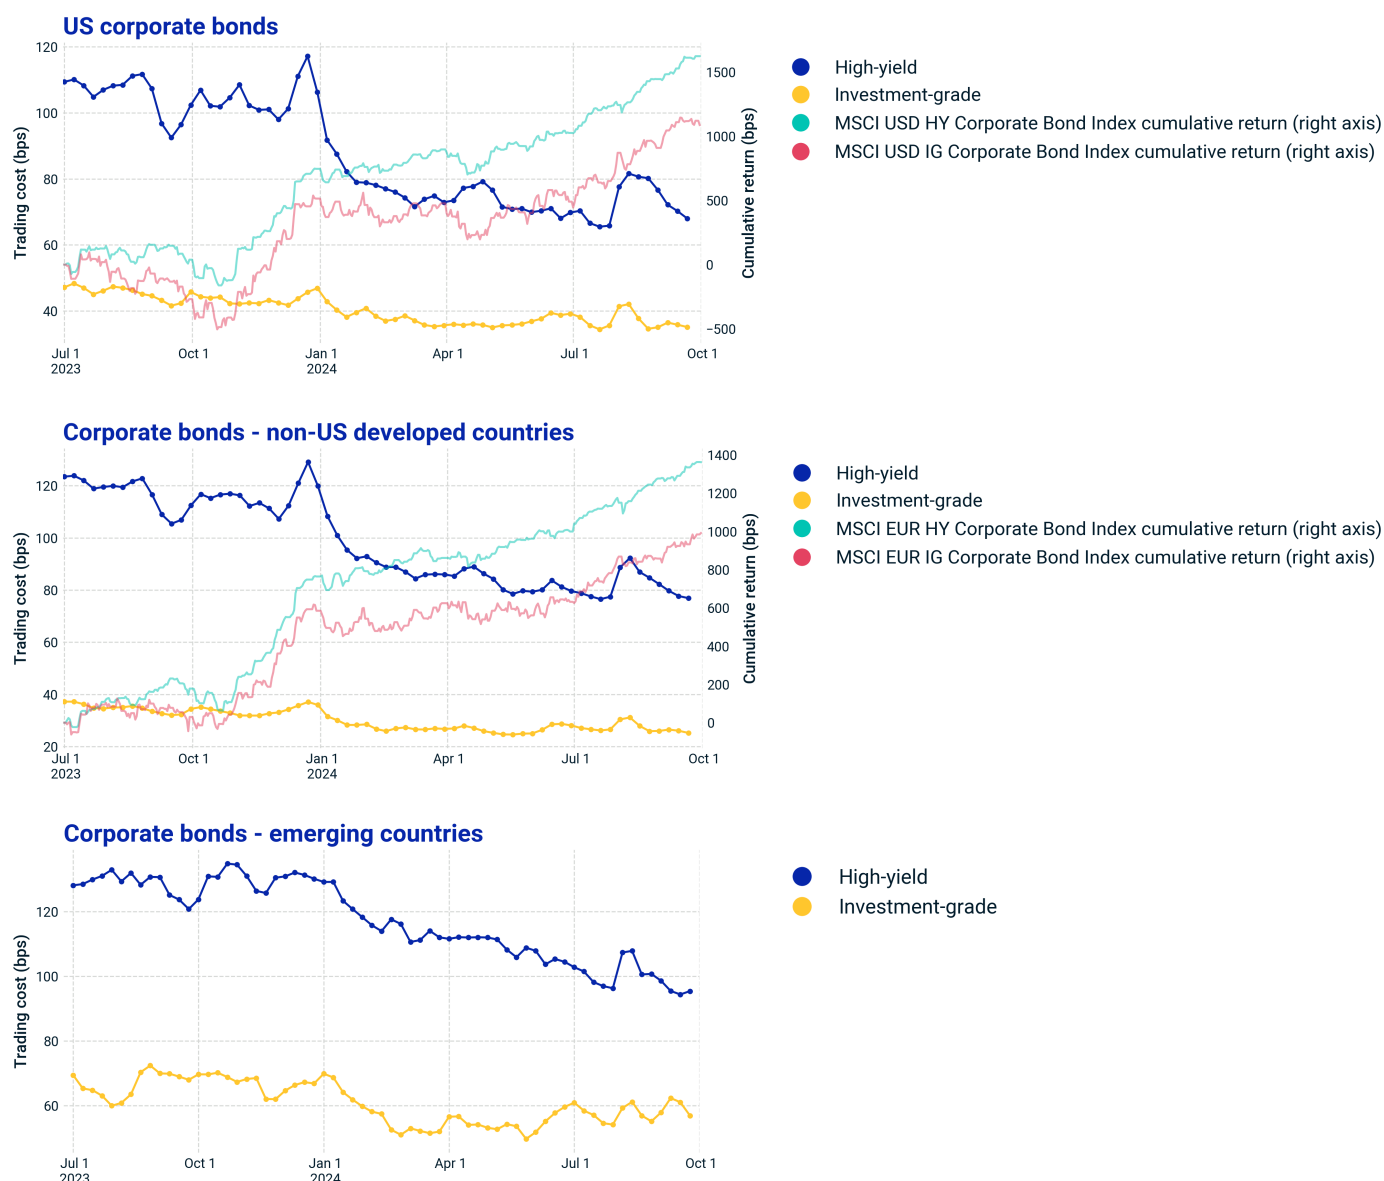 US corporate bonds
120
100
80
60
40
Trading cost (bps)
1500
1000
500
0
−500
Cumulative return (bps)
Jul 1
2023
Oct 1
Jan 1
2024
Apr 1
Jul 1
Oct 1
High-yield
Investment-grade
MSCI USD HY Corporate Bond Index cumulative return (right axis)
MSCI USD IG Corporate Bond Index cumulative return (right axis)
Corporate bonds - non-US developed countries
120
100
80
60
40
20
Trading cost (bps)
1400
1200
1000
800
600
400
200
0
Cumulative return (bps)
Jul 1
2023
Oct 1
Jan 1
2024
Apr 1
Jul 1
Oct 1
High-yield
Investment-grade
MSCI EUR HY Corporate Bond Index cumulative return (right axis)
MSCI EUR IG Corporate Bond Index cumulative return (right axis)
Corporate bonds - emerging countries
120
100
80
60
Trading cost (bps)
Jul 1
2023
Oct 1
Jan 1
2024
Apr 1
Jul 1
Oct 1
High-yield
Investment-grade